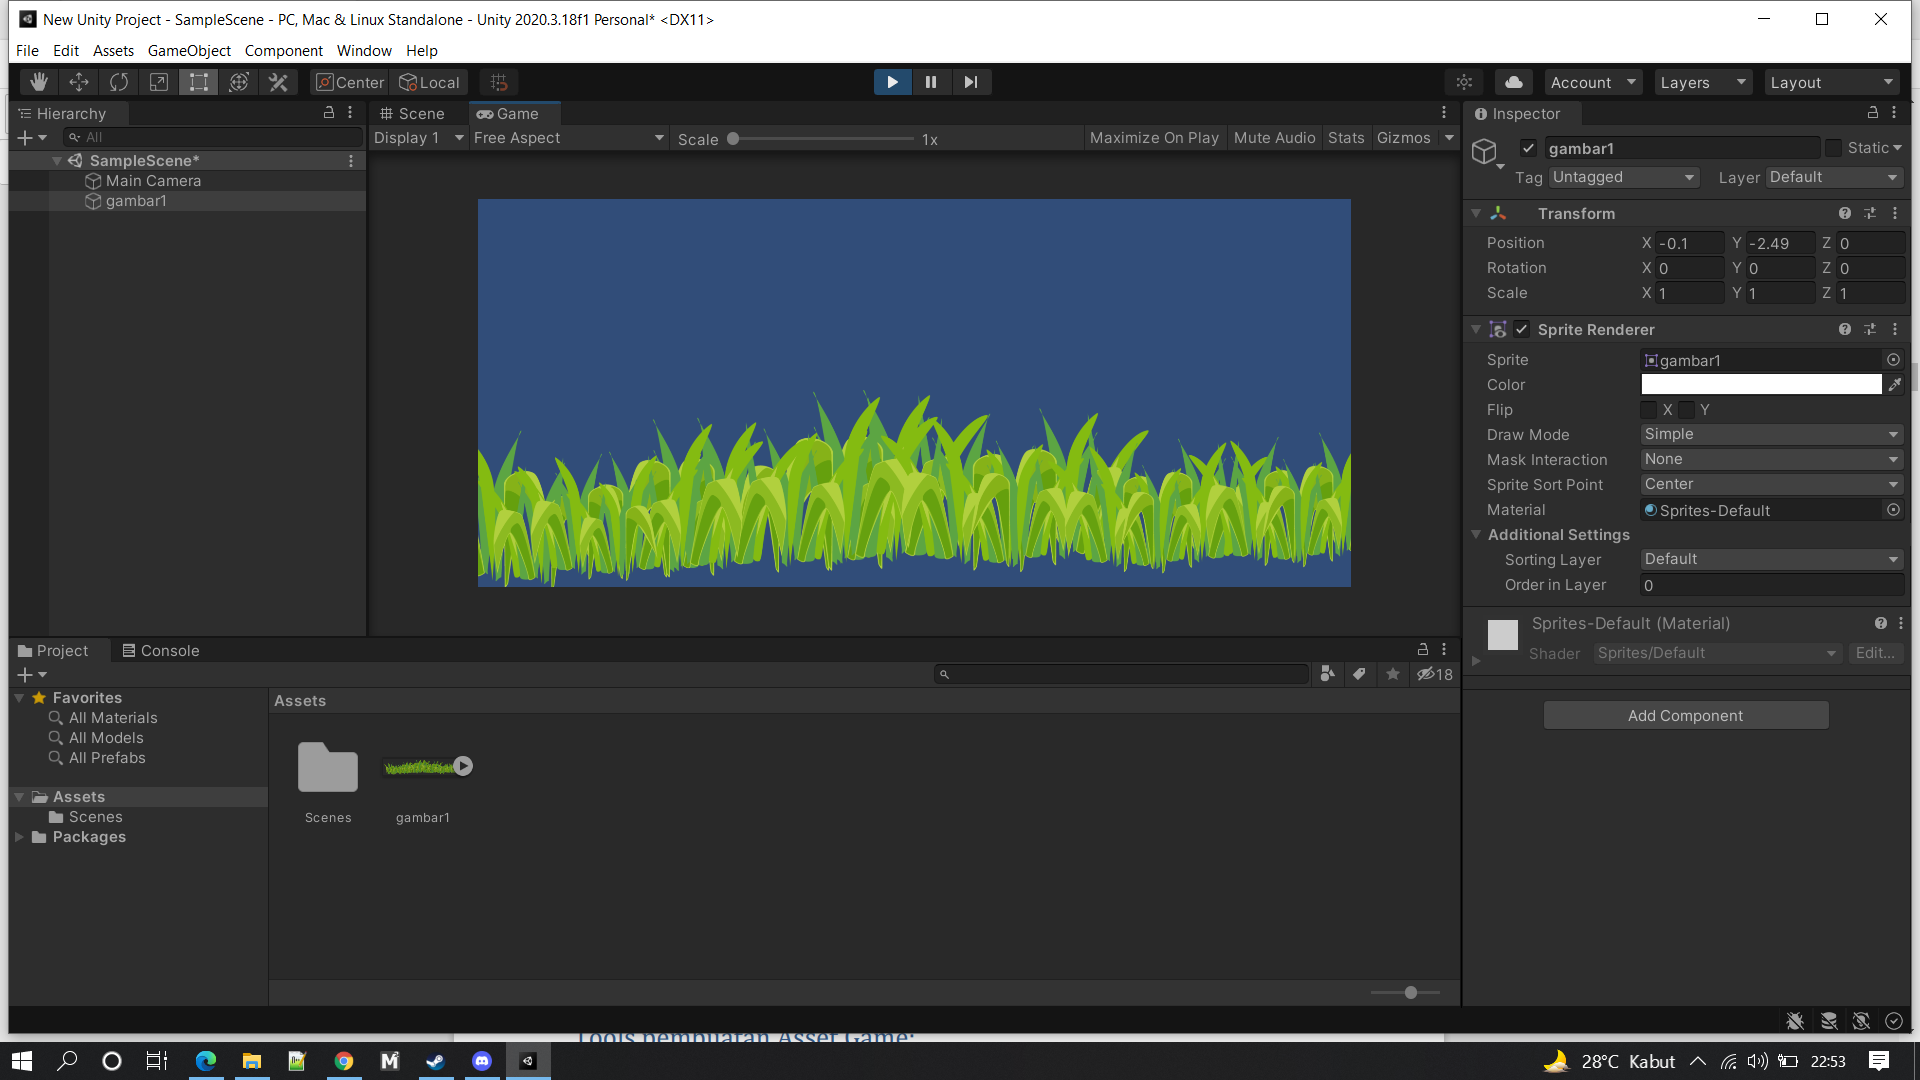 New Unity Project - SampleScene - PC, Mac & Linux Standalone - Unity 2020.3.18f1 Personal* <DX11>
File Edit Assets GameObject Component Window Help
Center Local Account Layers Layout
Hierarchy
All
SampleScene*
Main Camera
gambar1
Scene Game
Display 1 Free Aspect Scale 1x Maximize On Play Mute Audio Stats Gizmos
Inspector
gambar1 Static
Tag Untagged Layer Default
Transform
Position X -0.1 Y -2.49 Z 0
Rotation X 0 Y 0 Z 0
Scale X 1 Y 1 Z 1
Sprite Renderer
Sprite gambar1
Color
Flip X Y
Draw Mode Simple
Mask Interaction None
Sprite Sort Point Center
Material Sprites-Default
Additional Settings
Sorting Layer Default
Order in Layer 0
Sprites-Default (Material)
Shader Sprites/Default Edit...
Add Component
Project Console
18
Favorites
All Materials
All Models
All Prefabs
Assets
Scenes
Packages
Assets
Scenes gambar1
Tools pembuatan Asset Game:
28°C Kabut 22:53